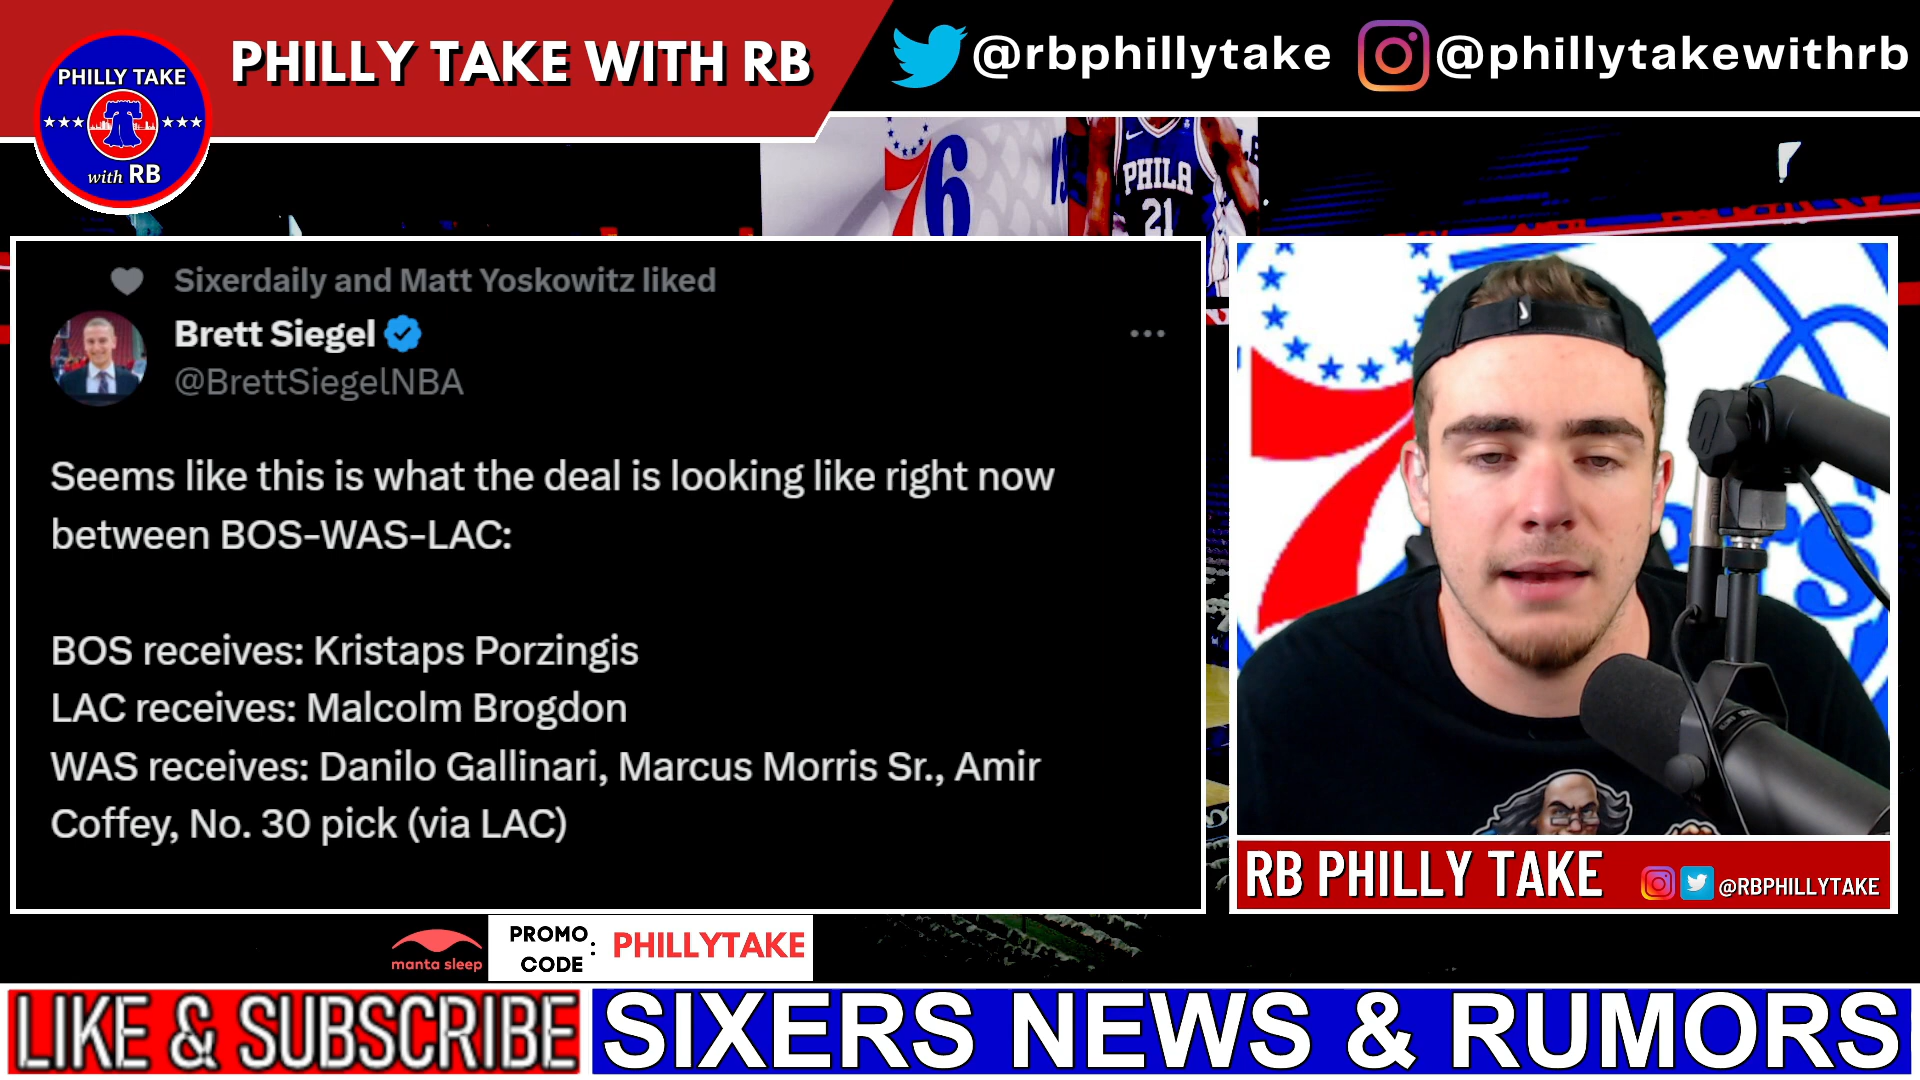 PHILLY TAKE
with RB
PHILLY TAKE WITH RB
@rbphillytake
@phillytakewithrb
76
PHILA
21
Sixerdaily and Matt Yoskowitz liked
Brett Siegel
@BrettSiegelNBA
Seems like this is what the deal is looking like right now
between BOS-WAS-LAC:
BOS receives: Kristaps Porzingis
LAC receives: Malcolm Brogdon
WAS receives: Danilo Gallinari, Marcus Morris Sr., Amir
Coffey, No. 30 pick (via LAC)
RB PHILLY TAKE
@RBPHILLYTAKE
manta sleep
PROMO
CODE
: PHILLYTAKE
LIKE & SUBSCRIBE
SIXERS NEWS & RUMORS